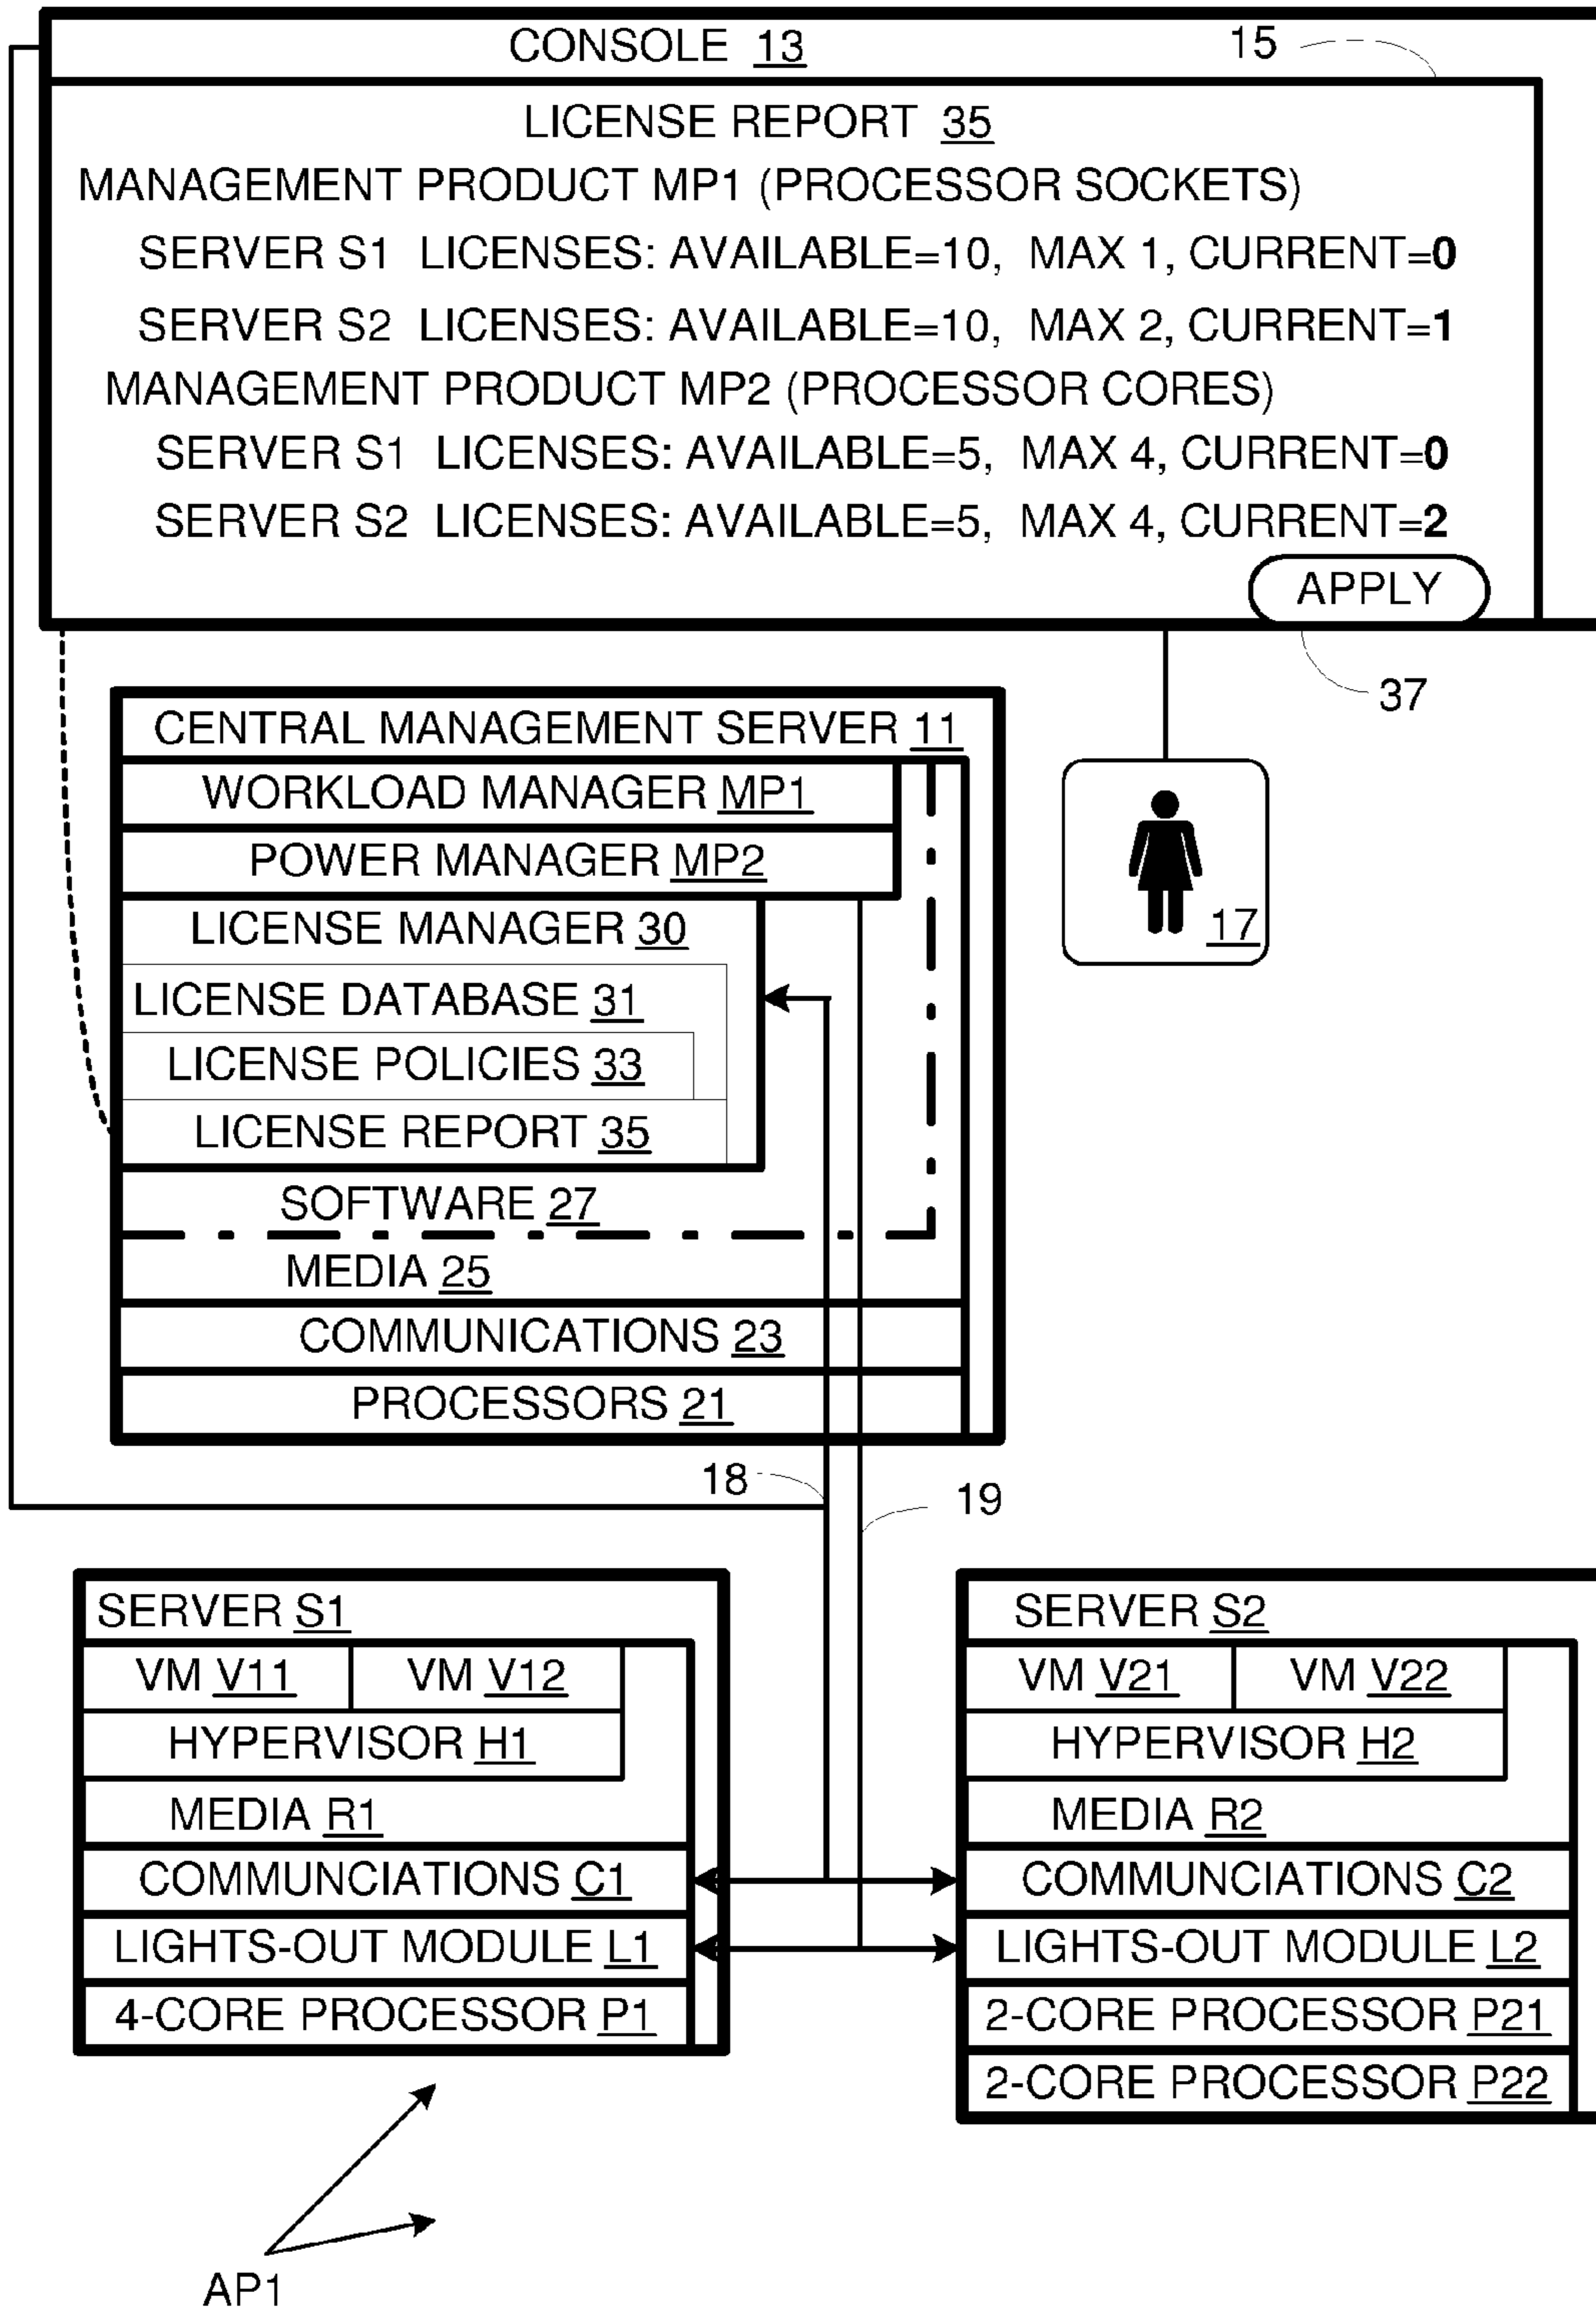 CONSOLE 13
15
LICENSE REPORT 35
MANAGEMENT PRODUCT MP1 (PROCESSOR SOCKETS)
SERVER S1 LICENSES: AVAILABLE=10, MAX 1, CURRENT=0
SERVER S2 LICENSES: AVAILABLE=10, MAX 2, CURRENT=1
MANAGEMENT PRODUCT MP2 (PROCESSOR CORES)
SERVER S1 LICENSES: AVAILABLE=5, MAX 4, CURRENT=0
SERVER S2 LICENSES: AVAILABLE=5, MAX 4, CURRENT=2
APPLY
37
CENTRAL MANAGEMENT SERVER 11
WORKLOAD MANAGER MP1
POWER MANAGER MP2
LICENSE MANAGER 30
17
LICENSE DATABASE 31
LICENSE POLICIES 33
LICENSE REPORT 35
SOFTWARE 27
MEDIA 25
COMMUNICATIONS 23
PROCESSORS 21
18
19
SERVER S1
VM V11
VM V12
HYPERVISOR H1
MEDIA R1
COMMUNCIATIONS C1
LIGHTS-OUT MODULE L1
4-CORE PROCESSOR P1
SERVER S2
VM V21
VM V22
HYPERVISOR H2
MEDIA R2
COMMUNCIATIONS C2
LIGHTS-OUT MODULE L2
2-CORE PROCESSOR P21
2-CORE PROCESSOR P22
AP1